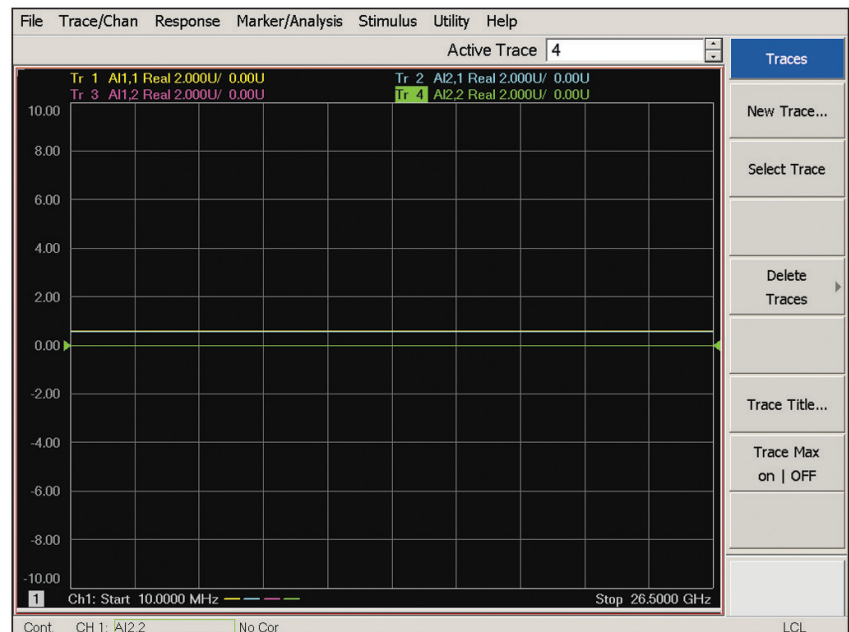 File Trace/Chan Response Marker/Analysis Stimulus Utility Help
Active Trace 4
Traces
Tr 1 AI1,1 Real 2.000U/ 0.00U
Tr 2 AI2,1 Real 2.000U/ 0.00U
Tr 3 AI1,2 Real 2.000U/ 0.00U
Tr 4 AI2,2 Real 2.000U/ 0.00U
10.00
8.00
6.00
4.00
2.00
0.00
-2.00
-4.00
-6.00
-8.00
-10.00
New Trace...
Select Trace
Delete
Traces
Trace Title...
Trace Max
on | OFF
1 Ch1: Start 10.0000 MHz
Stop 26.5000 GHz
Cont. CH 1: AI2,2 No Cor LCL